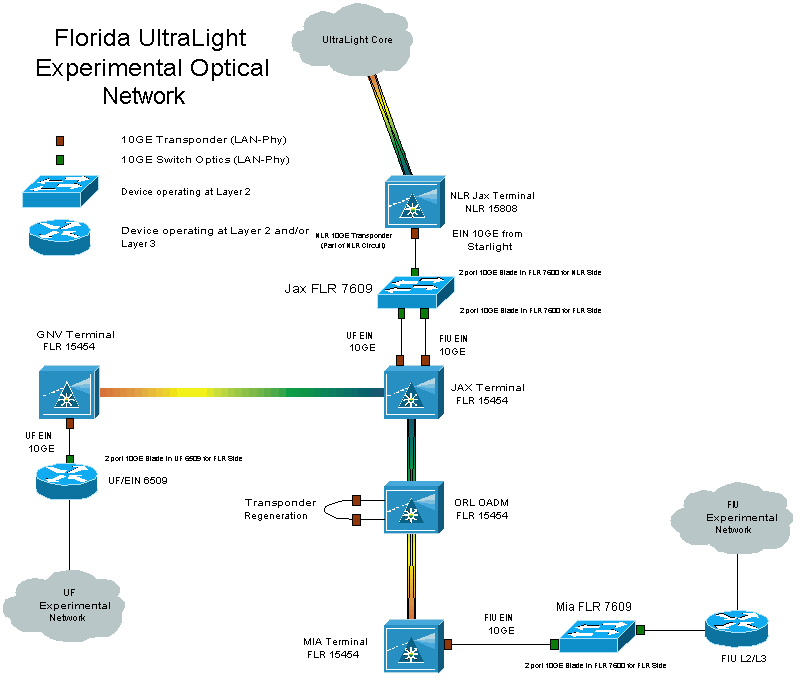 Florida UltraLight
Experimental Optical
Network
UltraLight Core
10GE Transponder (LAN-Phy)
10GE Switch Optics (LAN-Phy)
Device operating at Layer 2
Device operating at Layer 2 and/or
Layer 3
NLR Jax Terminal
NLR 15808
NLR 10GE Transponder
(Part of NLR Circuit)
EIN 10GE from
Starlight
2 port 10GE Blade in FLR 7600 for NLR Side
Jax FLR 7609
2 port 10GE Blade in FLR 7600 for FLR Side
UF EIN
10GE
FIU EIN
10GE
GNV Terminal
FLR 15454
JAX Terminal
FLR 15454
UF EIN
10GE
2 port 10GE Blade in UF 6509 for FLR Side
UF/EIN 6509
Transponder
Regeneration
ORL OADM
FLR 15454
FIU
Experimental
Network
UF
Experimental
Network
MIA Terminal
FLR 15454
FIU EIN
10GE
Mia FLR 7609
2 port 10GE Blade in FLR 7600 for FLR Side
FIU L2/L3